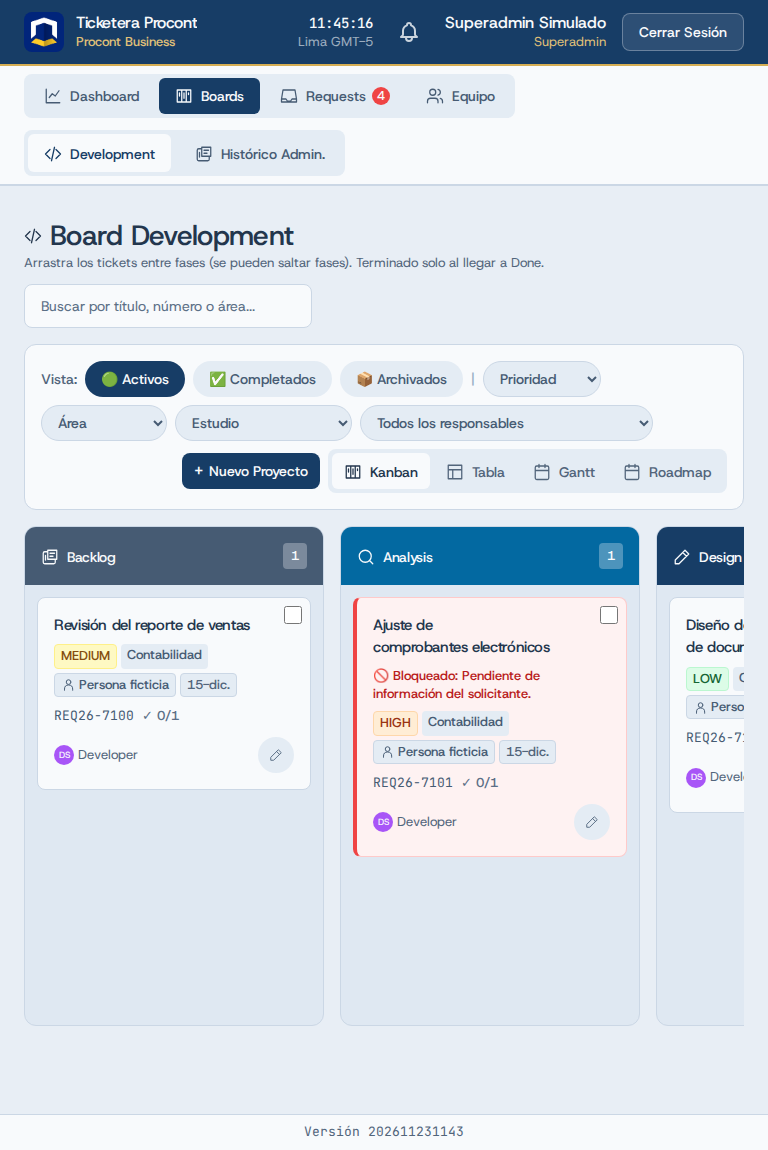 Ticketera Procont
Procont Business
11:45:16
Lima GMT-5
Superadmin Simulado
Superadmin
Cerrar Sesión
Dashboard
Boards
Requests 4
Equipo
Development
Histórico Admin.
Board Development
Arrastra los tickets entre fases (se pueden saltar fases). Terminado solo al llegar a Done.
Buscar por título, número o área...
Vista: Activos Completados Archivados | Prioridad
Área Estudio Todos los responsables
+ Nuevo Proyecto Kanban Tabla Gantt Roadmap
Backlog 1
Revisión del reporte de ventas
MEDIUM Contabilidad
Persona ficticia 15-dic.
REQ26-7100 ✓ 0/1
DS Developer
Analysis 1
Ajuste de
comprobantes electrónicos
Bloqueado: Pendiente de
información del solicitante.
HIGH Contabilidad
Persona ficticia 15-dic.
REQ26-7101 ✓ 0/1
DS Developer
Design
Diseño
LOW
DS
Versión 202611231143